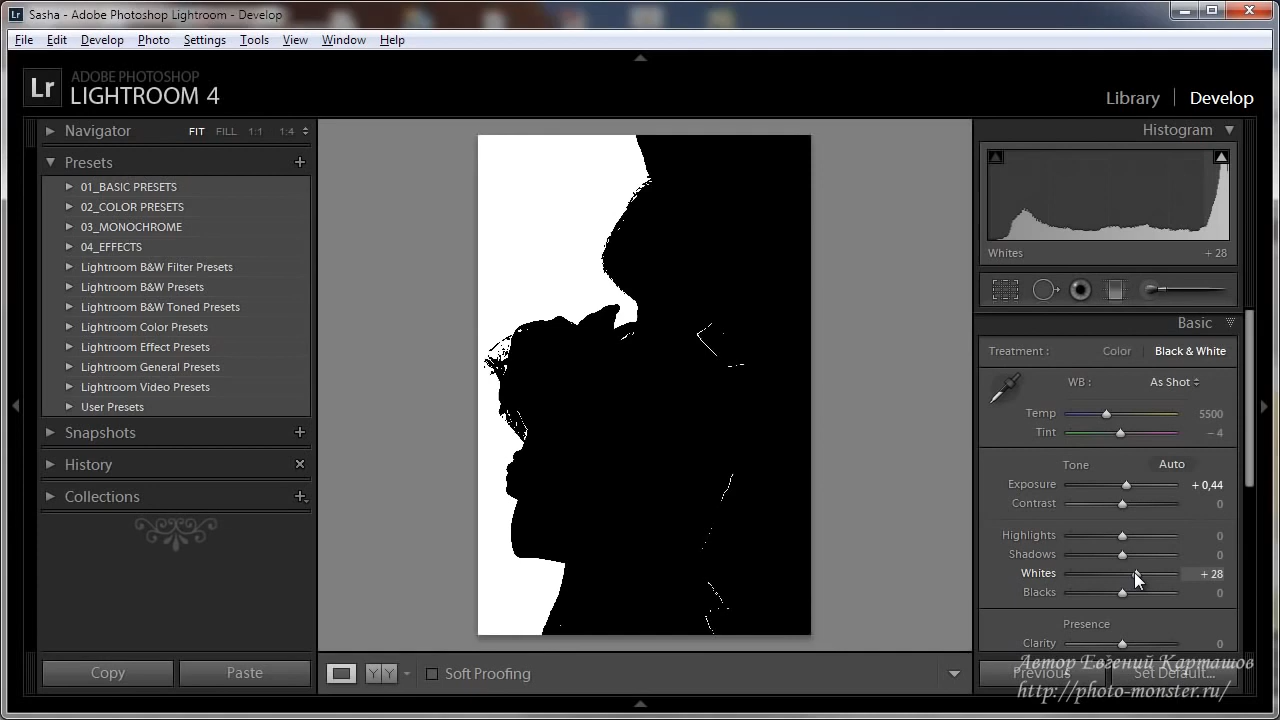 Sasha - Adobe Photoshop Lightroom - Develop
File Edit Develop Photo Settings Tools View Window Help
Lr ADOBE PHOTOSHOP
LIGHTROOM 4
Library | Develop
Navigator FIT FILL 1:1 1:4
Presets +
01_BASIC PRESETS
02_COLOR PRESETS
03_MONOCHROME
04_EFFECTS
Lightroom B&W Filter Presets
Lightroom B&W Presets
Lightroom B&W Toned Presets
Lightroom Color Presets
Lightroom Effect Presets
Lightroom General Presets
Lightroom Video Presets
User Presets
Snapshots +
History ×
Collections +
Copy Paste
YY Soft Proofing
Histogram
Whites + 28
Basic
Treatment : Color | Black & White
WB : As Shot
Temp 5500
Tint – 4
Tone Auto
Exposure + 0,44
Contrast 0
Highlights 0
Shadows 0
Whites + 28
Blacks 0
Presence
Clarity 0
Previous Set Default...
Автор Евгений Карташов
http://photo-monster.ru/